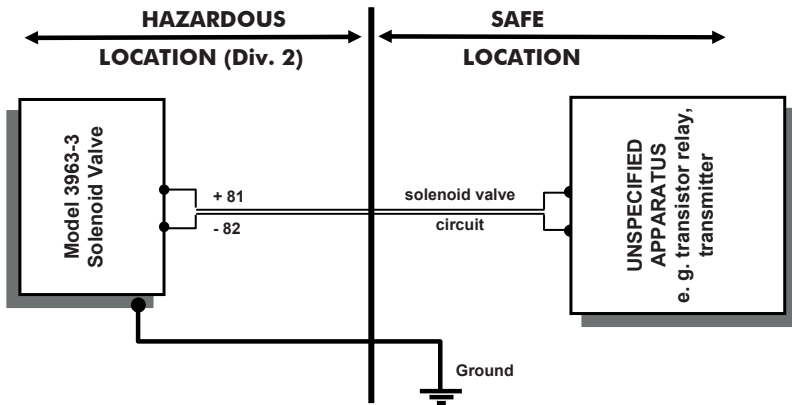 HAZARDOUS
LOCATION (Div. 2)
SAFE
LOCATION
Model 3963-3
Solenoid Valve
+ 81
- 82
solenoid valve
circuit
UNSPECIFIED
APPARATUS
e. g. transistor relay,
transmitter
Ground